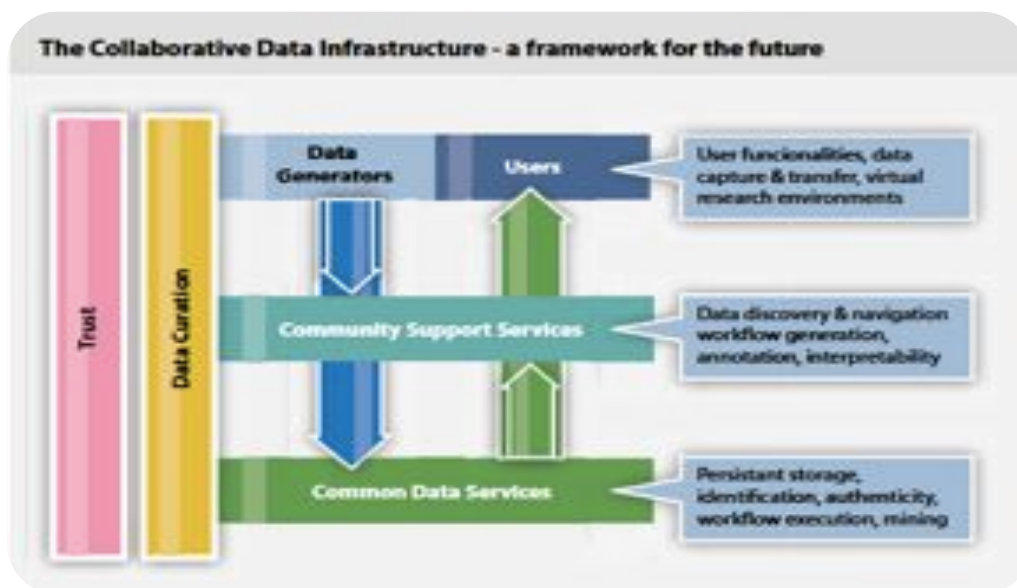 The Collaborative Data Infrastructure - a framework for the future
Trust
Data Curation
Data
Generators
Users
User funcionalities, data
capture & transfer, virtual
research environments
Community Support Services
Data discovery & navigation
workflow generation,
annotation, interpretability
Common Data Services
Persistant storage,
identification, authenticity,
workflow execution, mining